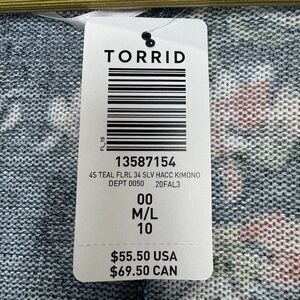 TORRID
FL_19
13587154
4S TEAL FLRL 34 SLV HACC KIMONO
DEPT 0050 20FAL3
00
M/L
10
$55.50 USA
$69.50 CAN